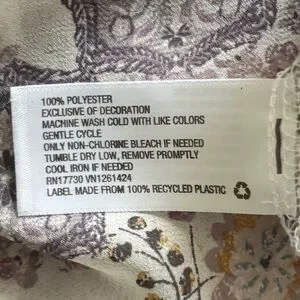 100% POLYESTER
EXCLUSIVE OF DECORATION
MACHINE WASH COLD WITH LIKE COLORS
GENTLE CYCLE
ONLY NON-CHLORINE BLEACH IF NEEDED
TUMBLE DRY LOW, REMOVE PROMPTLY
COOL IRON IF NEEDED
RN17730 VN1261424
LABEL MADE FROM 100% RECYCLED PLASTIC